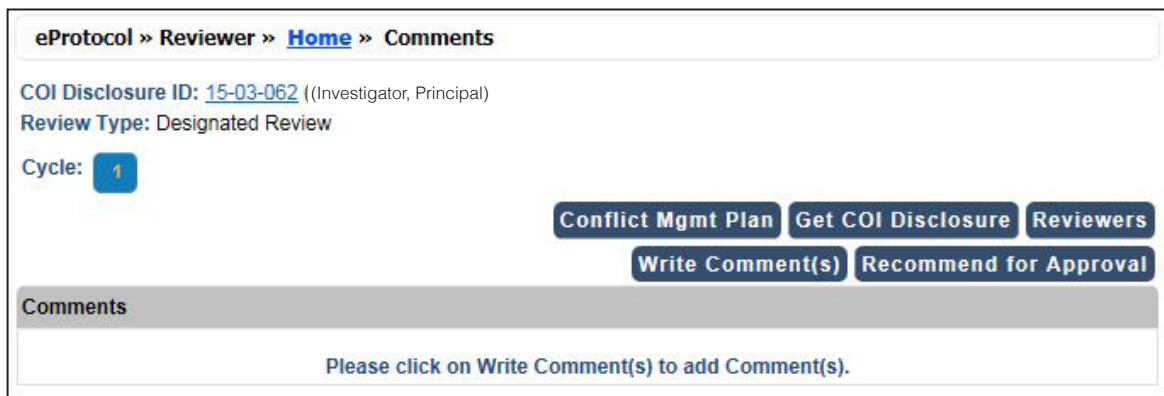 eProtocol » Reviewer » Home » Comments
COI Disclosure ID: 15-03-062 ((Investigator, Principal)
Review Type: Designated Review
Cycle: 1
Conflict Mgmt Plan Get COI Disclosure Reviewers
Write Comment(s) Recommend for Approval
Comments
Please click on Write Comment(s) to add Comment(s).